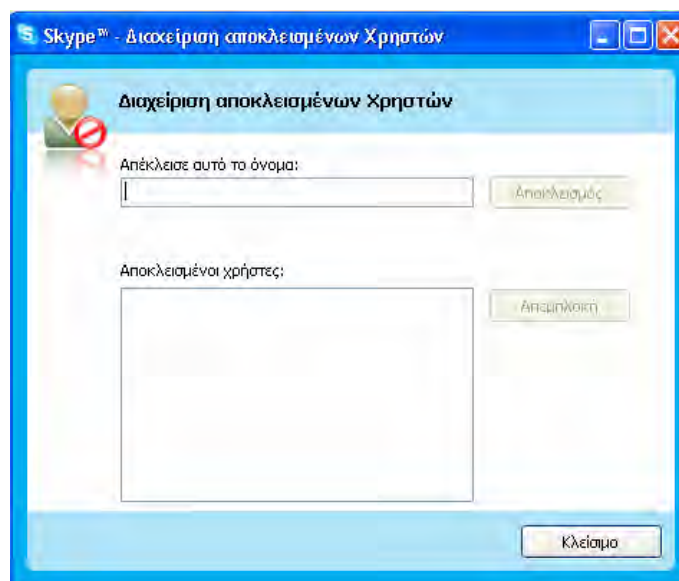 Skype™ - Διαχείριση αποκλεισμένων Χρηστών
Διαχείριση αποκλεισμένων Χρηστών
Απέκλεισε αυτό το όνομα:
Αποκλεισμός
Αποκλεισμένοι χρήστες:
Απεμπλοκή
Κλείσιμο